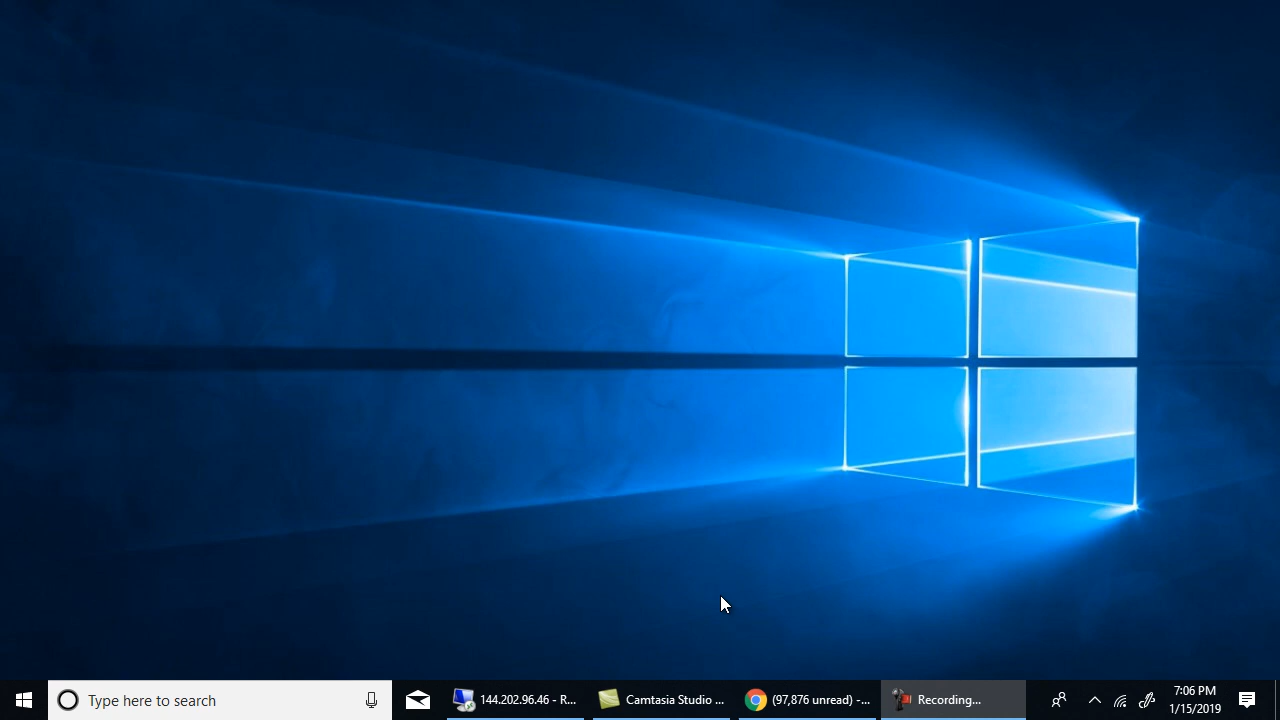 Type here to search
144.202.96.46 - R...
Camtasia Studio ...
(97,876 unread) -...
Recording...
7:06 PM
1/15/2019